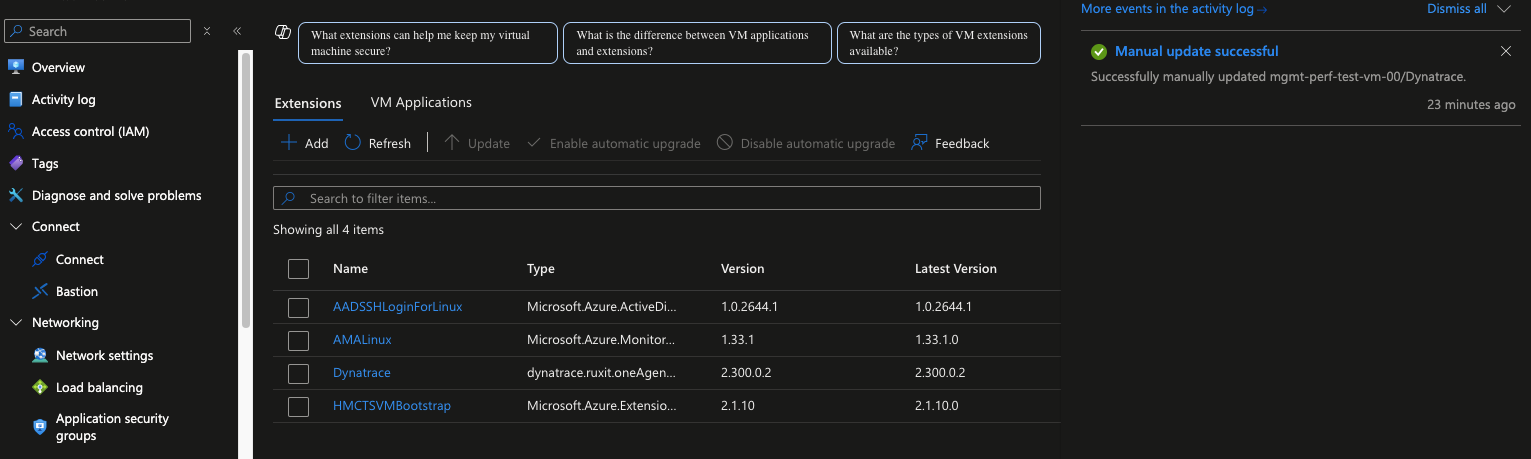 Search
Overview
Activity log
Access control (IAM)
Tags
Diagnose and solve problems
Connect
Connect
Bastion
Networking
Network settings
Load balancing
Application security
groups
What extensions can help me keep my virtual
machine secure?
What is the difference between VM applications
and extensions?
What are the types of VM extensions
available?
Extensions VM Applications
Add Refresh Update Enable automatic upgrade Disable automatic upgrade Feedback
Search to filter items...
Showing all 4 items
Name Type Version Latest Version
AADSSHLoginForLinux Microsoft.Azure.ActiveDi... 1.0.2644.1 1.0.2644.1
AMALinux Microsoft.Azure.Monitor... 1.33.1 1.33.1.0
Dynatrace dynatrace.ruxit.oneAgen... 2.300.0.2 2.300.0.2
HMCTSVMBootstrap Microsoft.Azure.Extensio... 2.1.10 2.1.10.0
More events in the activity log → Dismiss all
Manual update successful
Successfully manually updated mgmt-perf-test-vm-00/Dynatrace.
23 minutes ago